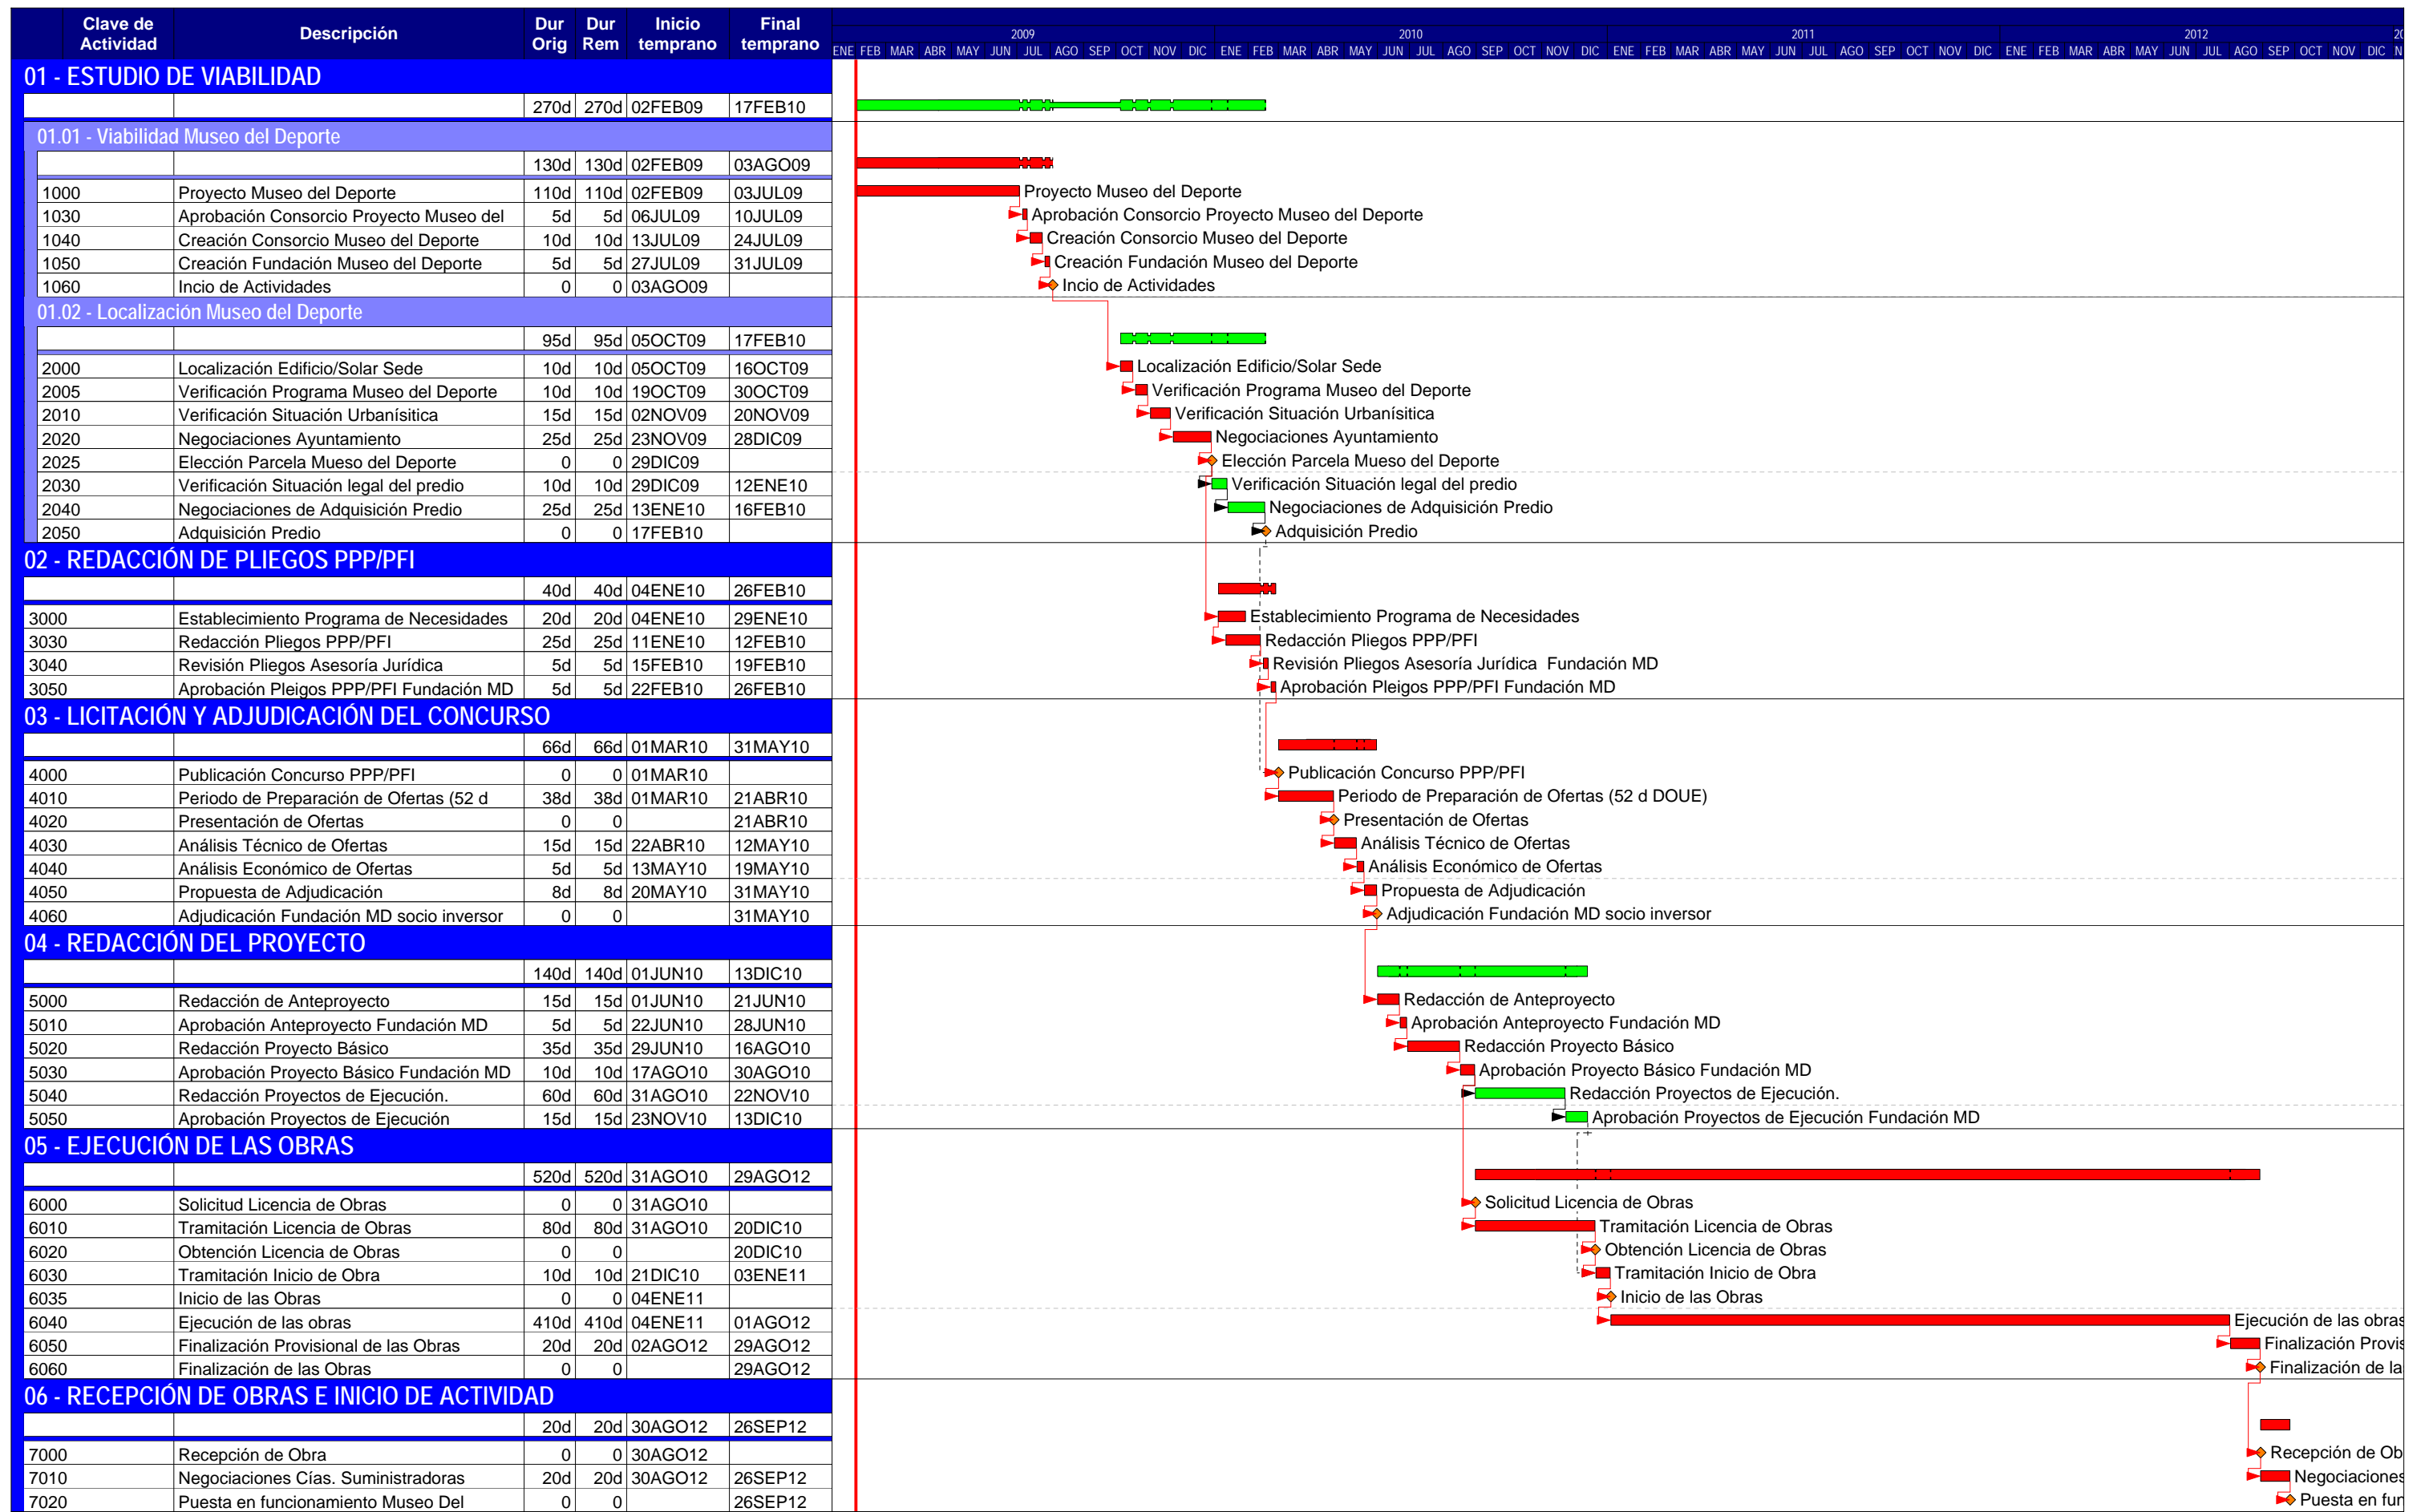 Clave de Actividad Descripción Dur Orig Dur Rem Inicio temprano Final temprano
2009 2010 2011 2012
ENE FEB MAR ABR MAY JUN JUL AGO SEP OCT NOV DIC ENE FEB MAR ABR MAY JUN JUL AGO SEP OCT NOV DIC ENE FEB MAR ABR MAY JUN JUL AGO SEP OCT NOV DIC ENE FEB MAR ABR MAY JUN JUL AGO SEP OCT NOV DIC
01 - ESTUDIO DE VIABILIDAD
270d 270d 02FEB09 17FEB10
01.01 - Viabilidad Museo del Deporte
130d 130d 02FEB09 03AGO09
1000 Proyecto Museo del Deporte 110d 110d 02FEB09 03JUL09 Proyecto Museo del Deporte
1030 Aprobación Consorcio Proyecto Museo del 5d 5d 06JUL09 10JUL09 Aprobación Consorcio Proyecto Museo del Deporte
1040 Creación Consorcio Museo del Deporte 10d 10d 13JUL09 24JUL09 Creación Consorcio Museo del Deporte
1050 Creación Fundación Museo del Deporte 5d 5d 27JUL09 31JUL09 Creación Fundación Museo del Deporte
1060 Incio de Actividades 0 0 03AGO09 Incio de Actividades
01.02 - Localización Museo del Deporte
95d 95d 05OCT09 17FEB10
2000 Localización Edificio/Solar Sede 10d 10d 05OCT09 16OCT09 Localización Edificio/Solar Sede
2005 Verificación Programa Museo del Deporte 10d 10d 19OCT09 30OCT09 Verificación Programa Museo del Deporte
2010 Verificación Situación Urbanísitica 15d 15d 02NOV09 20NOV09 Verificación Situación Urbanísitica
2020 Negociaciones Ayuntamiento 25d 25d 23NOV09 28DIC09 Negociaciones Ayuntamiento
2025 Elección Parcela Mueso del Deporte 0 0 29DIC09 Elección Parcela Mueso del Deporte
2030 Verificación Situación legal del predio 10d 10d 29DIC09 12ENE10 Verificación Situación legal del predio
2040 Negociaciones de Adquisición Predio 25d 25d 13ENE10 16FEB10 Negociaciones de Adquisición Predio
2050 Adquisición Predio 0 0 17FEB10 Adquisición Predio
02 - REDACCIÓN DE PLIEGOS PPP/PFI
40d 40d 04ENE10 26FEB10
3000 Establecimiento Programa de Necesidades 20d 20d 04ENE10 29ENE10 Establecimiento Programa de Necesidades
3030 Redacción Pliegos PPP/PFI 25d 25d 11ENE10 12FEB10 Redacción Pliegos PPP/PFI
3040 Revisión Pliegos Asesoría Jurídica 5d 5d 15FEB10 19FEB10 Revisión Pliegos Asesoría Jurídica Fundación MD
3050 Aprobación Pleigos PPP/PFI Fundación MD 5d 5d 22FEB10 26FEB10 Aprobación Pleigos PPP/PFI Fundación MD
03 - LICITACIÓN Y ADJUDICACIÓN DEL CONCURSO
66d 66d 01MAR10 31MAY10
4000 Publicación Concurso PPP/PFI 0 0 01MAR10 Publicación Concurso PPP/PFI
4010 Periodo de Preparación de Ofertas (52 d 38d 38d 01MAR10 21ABR10 Periodo de Preparación de Ofertas (52 d DOUE)
4020 Presentación de Ofertas 0 0 21ABR10 Presentación de Ofertas
4030 Análisis Técnico de Ofertas 15d 15d 22ABR10 12MAY10 Análisis Técnico de Ofertas
4040 Análisis Económico de Ofertas 5d 5d 13MAY10 19MAY10 Análisis Económico de Ofertas
4050 Propuesta de Adjudicación 8d 8d 20MAY10 31MAY10 Propuesta de Adjudicación
4060 Adjudicación Fundación MD socio inversor 0 0 31MAY10 Adjudicación Fundación MD socio inversor
04 - REDACCIÓN DEL PROYECTO
140d 140d 01JUN10 13DIC10
5000 Redacción de Anteproyecto 15d 15d 01JUN10 21JUN10 Redacción de Anteproyecto
5010 Aprobación Anteproyecto Fundación MD 5d 5d 22JUN10 28JUN10 Aprobación Anteproyecto Fundación MD
5020 Redacción Proyecto Básico 35d 35d 29JUN10 16AGO10 Redacción Proyecto Básico
5030 Aprobación Proyecto Básico Fundación MD 10d 10d 17AGO10 30AGO10 Aprobación Proyecto Básico Fundación MD
5040 Redacción Proyectos de Ejecución. 60d 60d 31AGO10 22NOV10 Redacción Proyectos de Ejecución.
5050 Aprobación Proyectos de Ejecución 15d 15d 23NOV10 13DIC10 Aprobación Proyectos de Ejecución Fundación MD
05 - EJECUCIÓN DE LAS OBRAS
520d 520d 31AGO10 29AGO12
6000 Solicitud Licencia de Obras 0 0 31AGO10 Solicitud Licencia de Obras
6010 Tramitación Licencia de Obras 80d 80d 31AGO10 20DIC10 Tramitación Licencia de Obras
6020 Obtención Licencia de Obras 0 0 20DIC10 Obtención Licencia de Obras
6030 Tramitación Inicio de Obra 10d 10d 21DIC10 03ENE11 Tramitación Inicio de Obra
6035 Inicio de las Obras 0 0 04ENE11 Inicio de las Obras
6040 Ejecución de las obras 410d 410d 04ENE11 01AGO12 Ejecución de las obras
6050 Finalización Provisional de las Obras 20d 20d 02AGO12 29AGO12 Finalización Provis
6060 Finalización de las Obras 0 0 29AGO12 Finalización de la
06 - RECEPCIÓN DE OBRAS E INICIO DE ACTIVIDAD
20d 20d 30AGO12 26SEP12
7000 Recepción de Obra 0 0 30AGO12 Recepción de Ob
7010 Negociaciones Cías. Suministradoras 20d 20d 30AGO12 26SEP12 Negociaciones
7020 Puesta en funcionamiento Museo Del 0 0 26SEP12 Puesta en fun